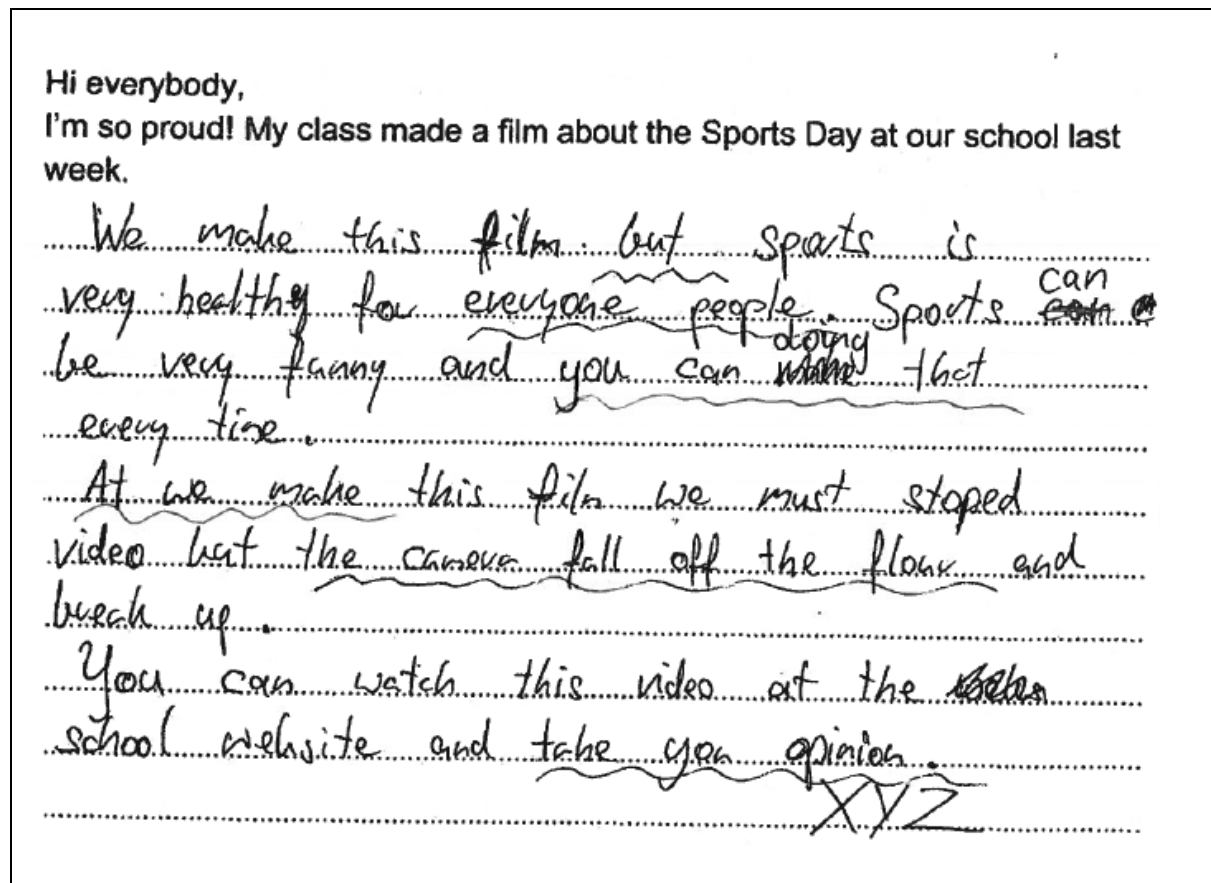 Hi everybody,
I'm so proud! My class made a film about the Sports Day at our school last
week.
We make this film but sports is
very healthy for everyone people. Sports can
be very funny and you can doing that
every time.
At we make this film we must stoped
video but the camera fall off the flour and
break up.
You can watch this video at the
school website and take you opinion.
XYZ